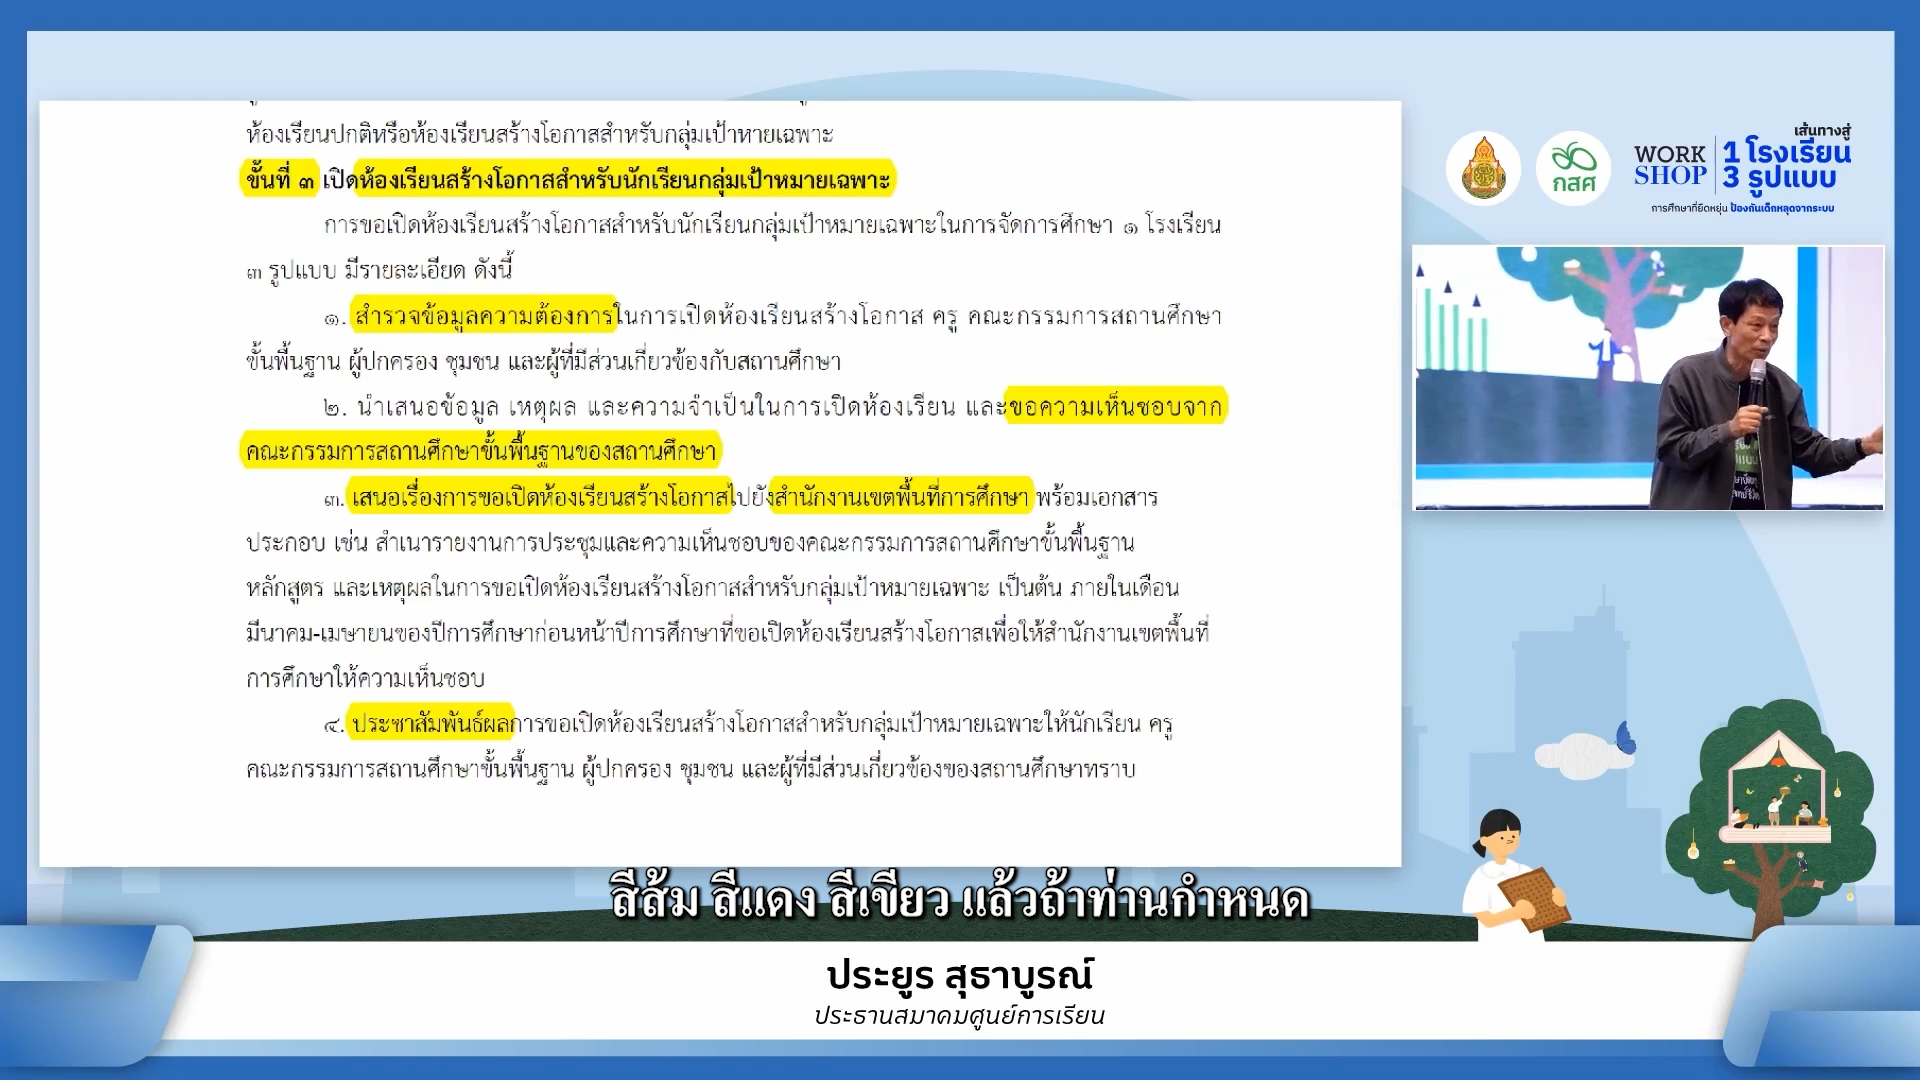 ห้องเรียนปกติหรือห้องเรียนสร้างโอกาสสำหรับกลุ่มเป้าหายเฉพาะ
ขั้นที่ ๓ เปิดห้องเรียนสร้างโอกาสสำหรับนักเรียนกลุ่มเป้าหมายเฉพาะ
การขอเปิดห้องเรียนสร้างโอกาสสำหรับนักเรียนกลุ่มเป้าหมายเฉพาะในการจัดการศึกษา ๑ โรงเรียน
๓ รูปแบบ มีรายละเอียด ดังนี้
๑. สำรวจข้อมูลความต้องการในการเปิดห้องเรียนสร้างโอกาส ครู คณะกรรมการสถานศึกษา
ขั้นพื้นฐาน ผู้ปกครอง ชุมชน และผู้ที่มีส่วนเกี่ยวข้องกับสถานศึกษา
๒. นำเสนอข้อมูล เหตุผล และความจำเป็นในการเปิดห้องเรียน และขอความเห็นชอบจาก
คณะกรรมการสถานศึกษาขั้นพื้นฐานของสถานศึกษา
๓. เสนอเรื่องการขอเปิดห้องเรียนสร้างโอกาสไปยังสำนักงานเขตพื้นที่การศึกษา พร้อมเอกสาร
ประกอบ เช่น สำเนารายงานการประชุมและความเห็นชอบของคณะกรรมการสถานศึกษาขั้นพื้นฐาน
หลักสูตร และเหตุผลในการขอเปิดห้องเรียนสร้างโอกาสสำหรับกลุ่มเป้าหมายเฉพาะ เป็นต้น ภายในเดือน
มีนาคม-เมษายนของปีการศึกษาก่อนหน้าปีการศึกษาที่ขอเปิดห้องเรียนสร้างโอกาสเพื่อให้สำนักงานเขตพื้นที่
การศึกษาให้ความเห็นชอบ
๔. ประชาสัมพันธ์ผลการขอเปิดห้องเรียนสร้างโอกาสสำหรับกลุ่มเป้าหมายเฉพาะให้นักเรียน ครู
คณะกรรมการสถานศึกษาขั้นพื้นฐาน ผู้ปกครอง ชุมชน และผู้ที่มีส่วนเกี่ยวข้องของสถานศึกษาทราบ
กสศ
WORK
SHOP
เส้นทางสู่
1 โรงเรียน
3 รูปแบบ
การศึกษาที่ยืดหยุ่น ป้องกันเด็กหลุดจากระบบ
สีส้ม สีแดง สีเขียว แล้วถ้าท่านกำหนด
ประยูร สุธาบูรณ์
ประธานสมาคมศูนย์การเรียน